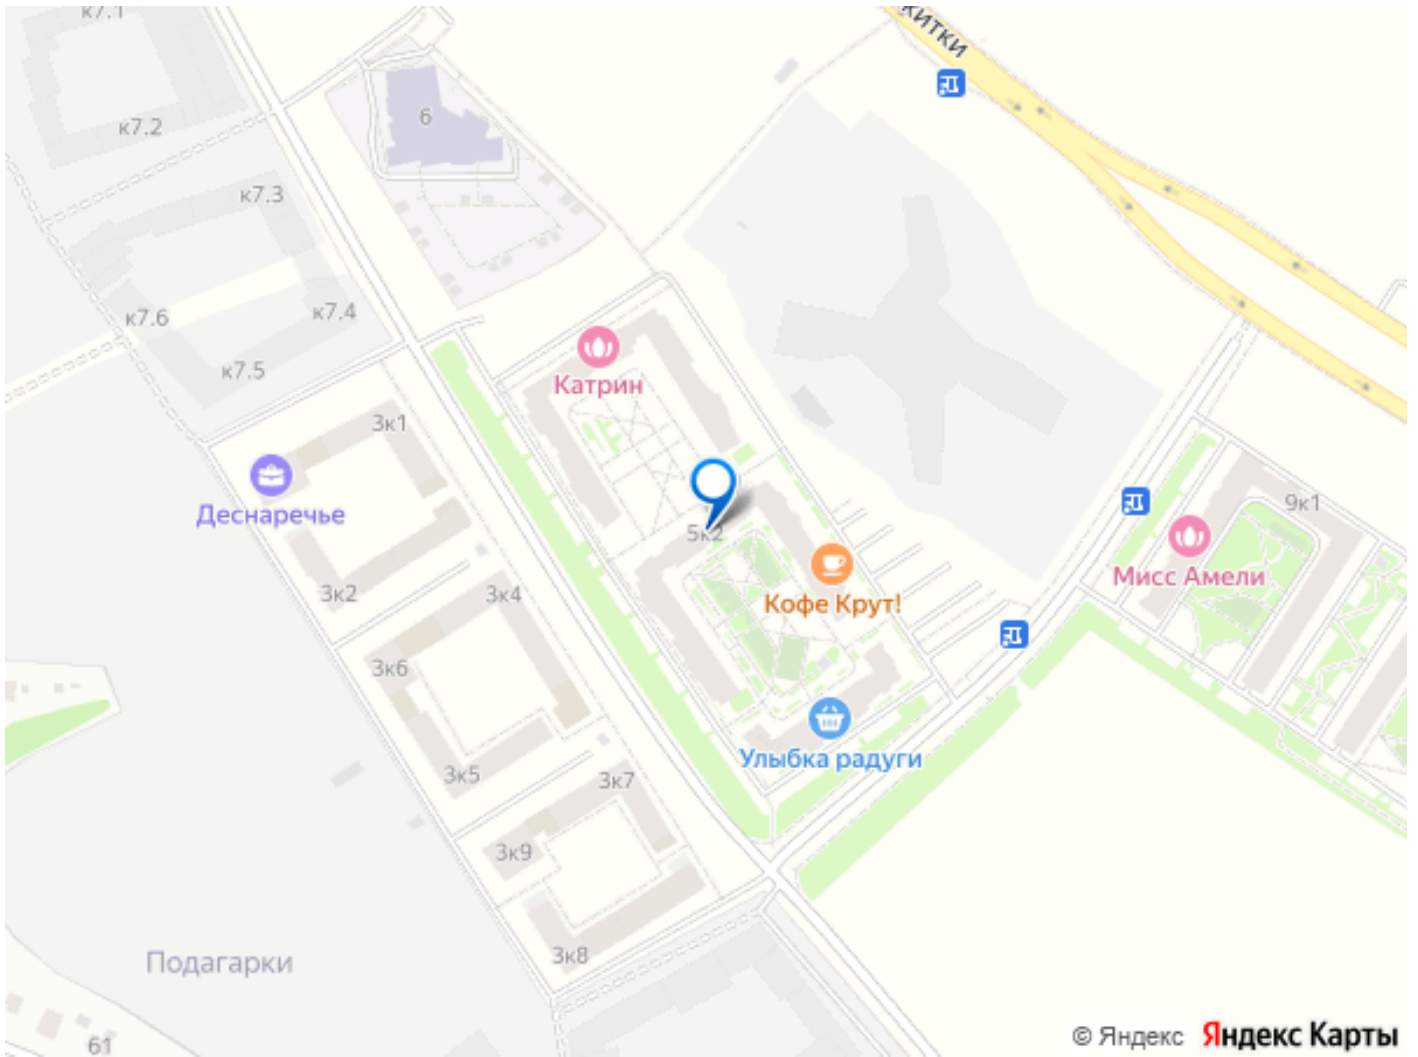 к7.1
китки
6
к7.2
к7.3
к7.4
к7.6
к7.5
Катрин
3к1
Деснаречье
5к2
9к1
Мисс Амели
Кофе Крут!
3к2
3к4
3к6
Улыбка радуги
3к5
3к7
3к9
3к8
Подагарки
61
© Яндекс Яндекс Карты